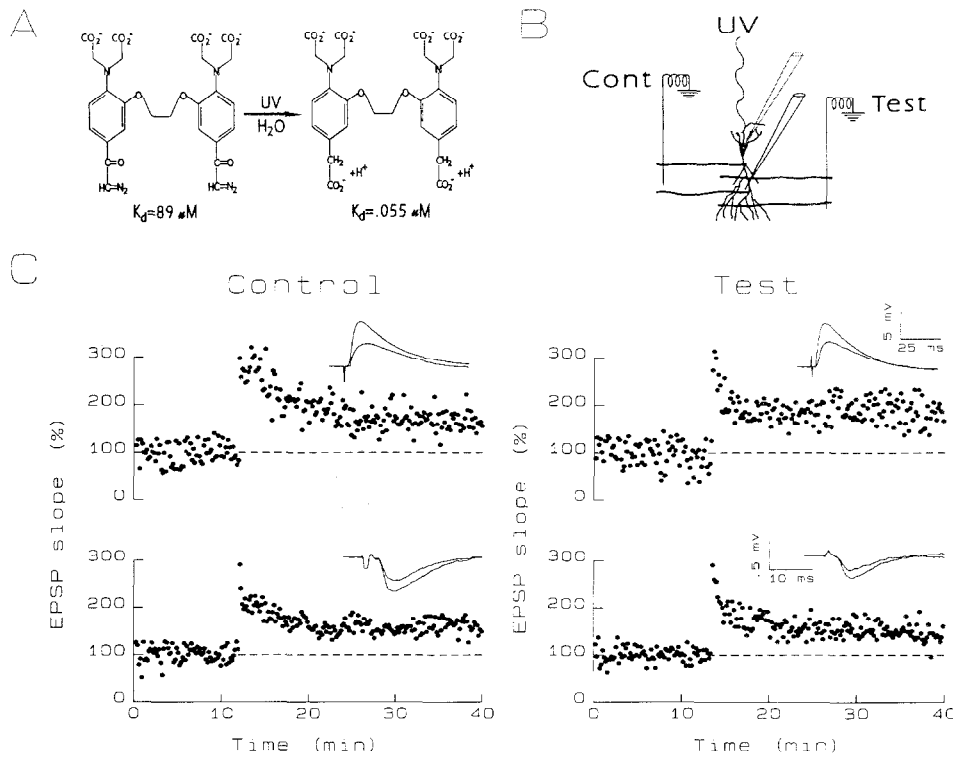 A
CO₂⁻ CO₂⁻ CO₂⁻ CO₂⁻
N N
O O
C=O C=O
HC=N₂ HC=N₂
K_d=89 μM
UV
H₂O
CO₂⁻ CO₂⁻ CO₂⁻ CO₂⁻
N N
O O
CH₂ CH₂
CO₂⁻ +H⁺ CO₂⁻ +H⁺
K_d=.055 μM
B
UV
Cont
Test
C
Control
EPSP slope (%)
300
200
100
0
300
200
100
0
0 10 20 30 40
Time (min)
Test
5 mV
25 ms
EPSP slope (%)
300
200
100
0
.5 mV
10 ms
300
200
100
0
0 10 20 30 40
Time (min)